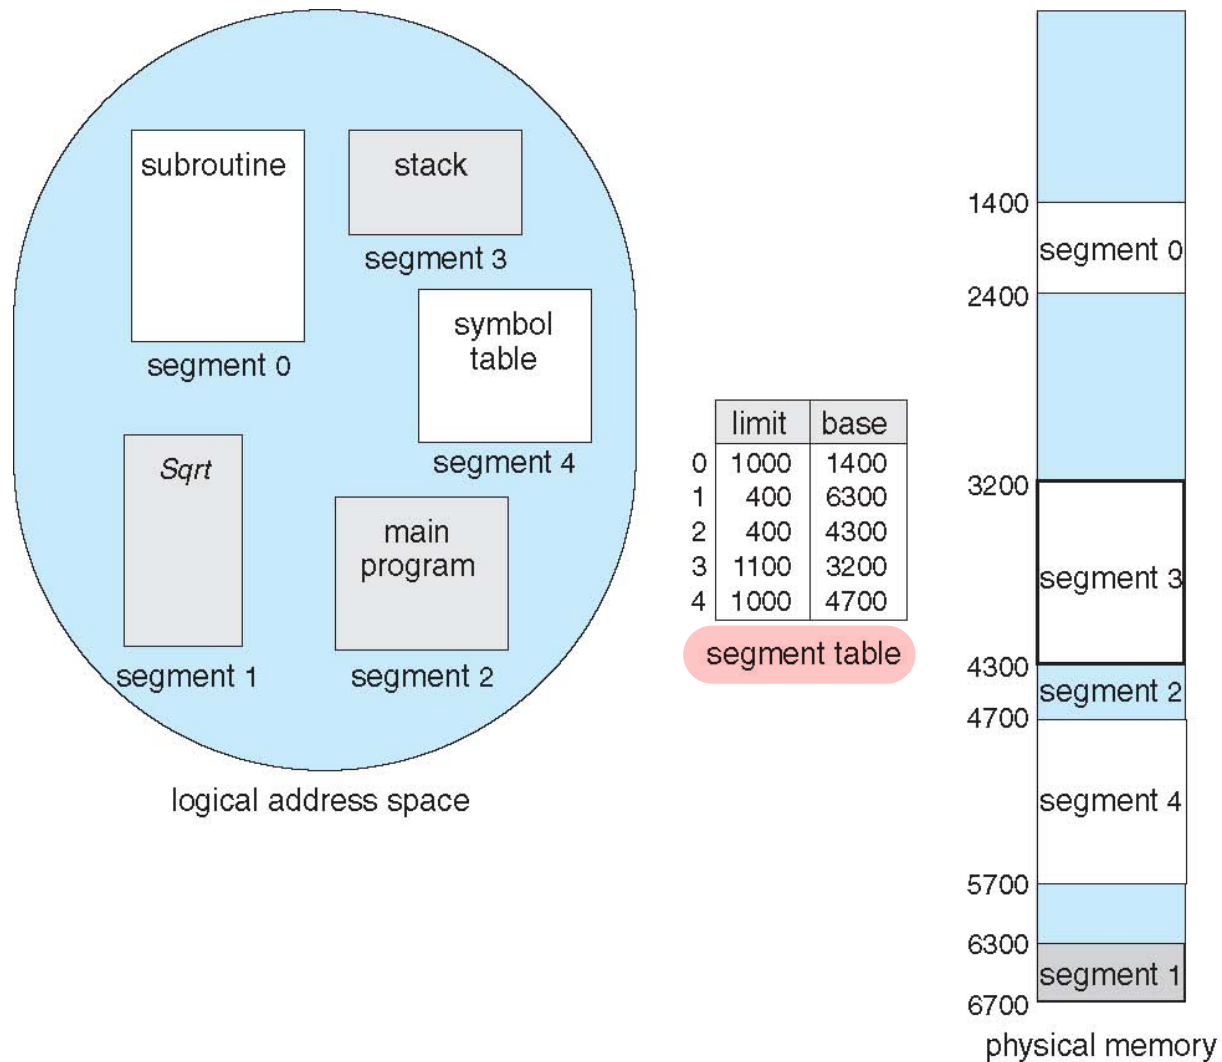 subroutine
segment 0
stack
segment 3
symbol
table
segment 4
Sqrt
segment 1
main
program
segment 2
logical address space
limit base
0 1000 1400
1 400 6300
2 400 4300
3 1100 3200
4 1000 4700
segment table
1400
segment 0
2400
3200
segment 3
4300
segment 2
4700
segment 4
5700
6300
segment 1
6700
physical memory